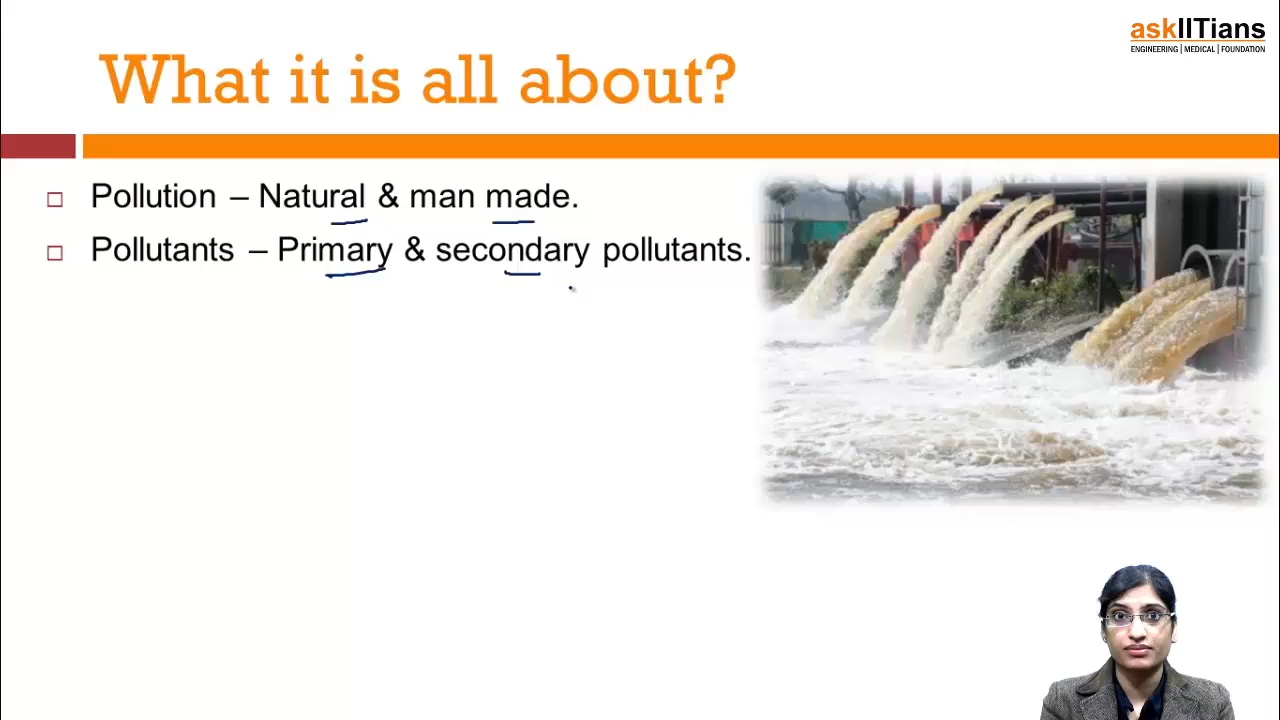 askIITians
ENGINEERING | MEDICAL | FOUNDATION
What it is all about?
Pollution – Natural & man made.
Pollutants – Primary & secondary pollutants.